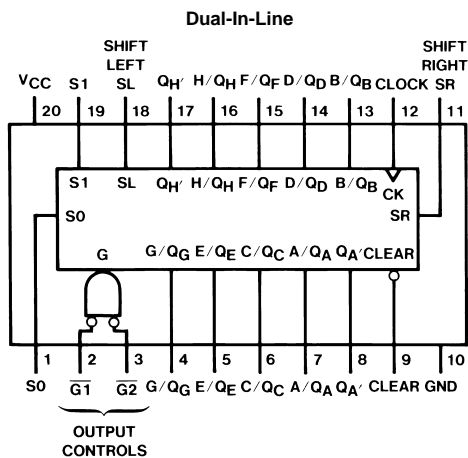 Dual-In-Line
SHIFT LEFT
SHIFT RIGHT
VCC S1 SL QH' H/QH F/QF D/QD B/QB CLOCK SR
20 19 18 17 16 15 14 13 12 11
S1 SL QH' H/QH F/QF D/QD B/QB CK
S0 SR
G G/QG E/QE C/QC A/QA QA' CLEAR
1 2 3 4 5 6 7 8 9 10
S0 G1 G2 G/QG E/QE C/QC A/QA QA' CLEAR GND
OUTPUT
CONTROLS